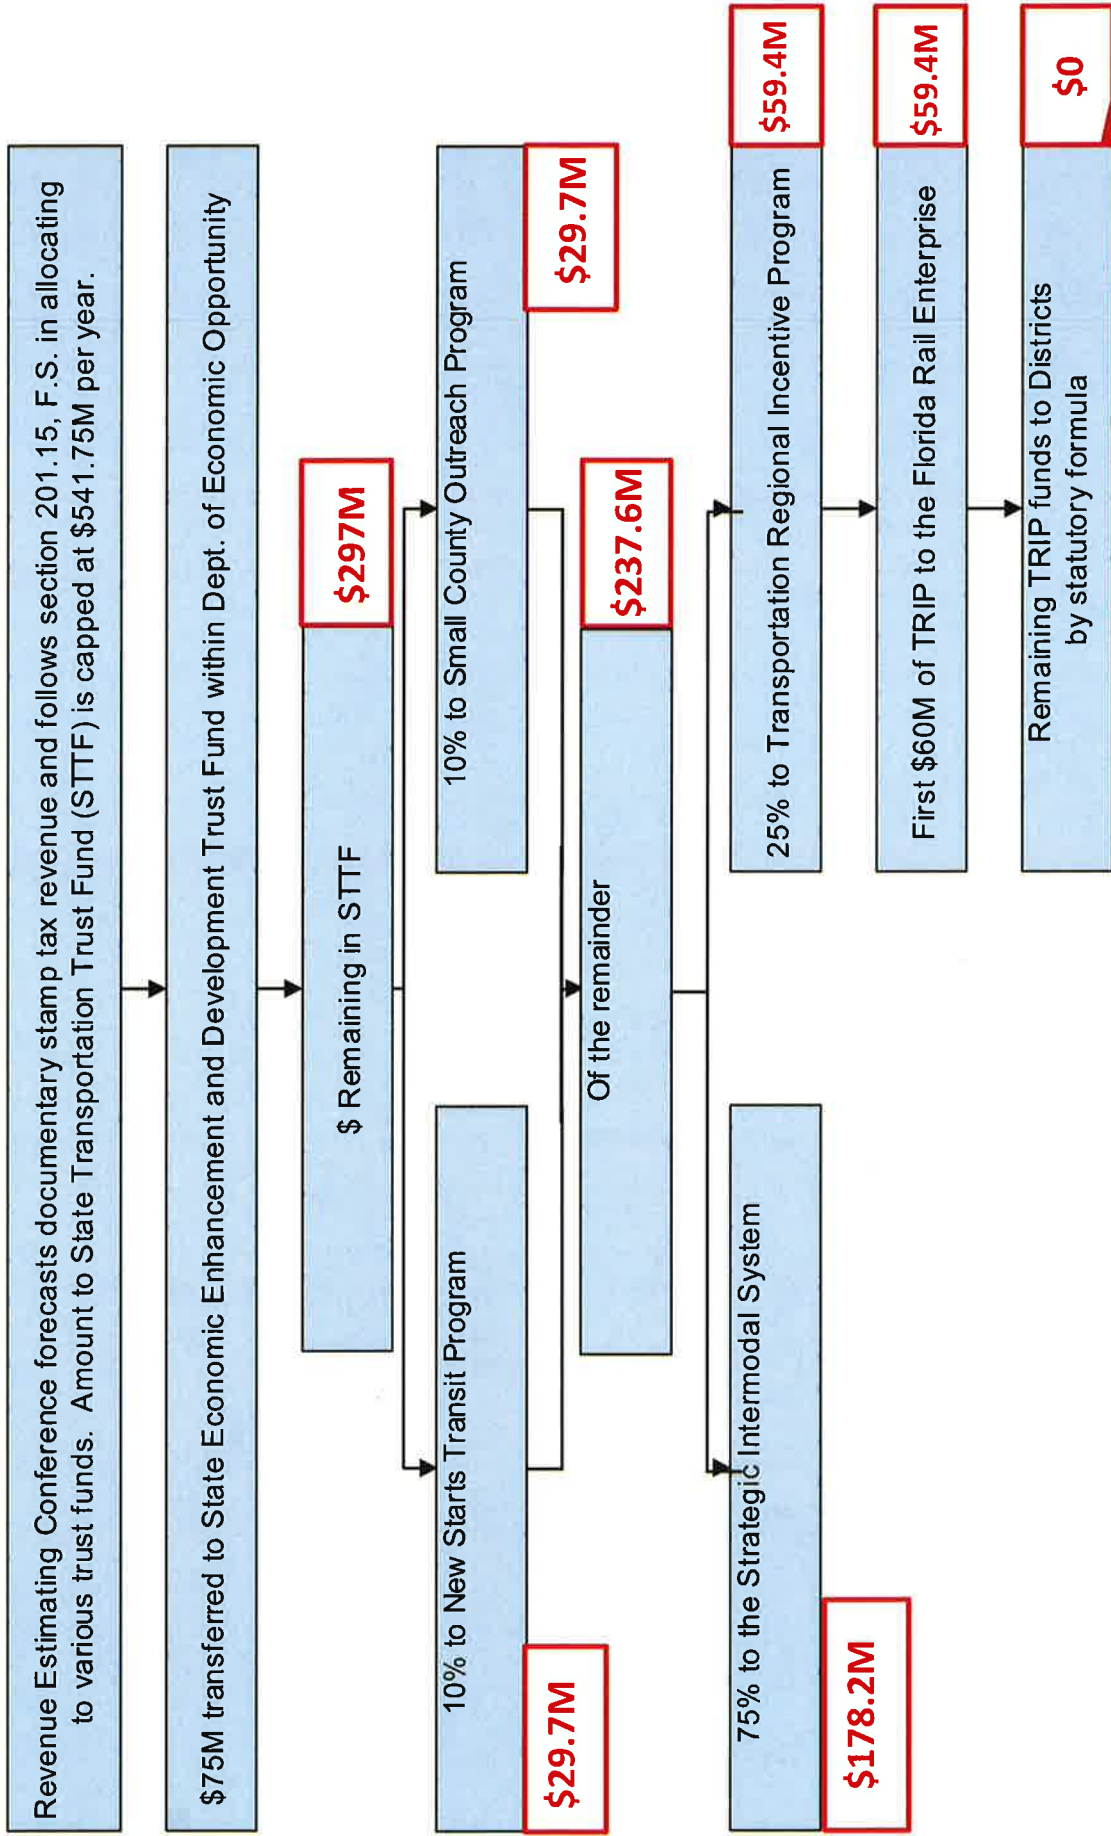 Revenue Estimating Conference forecasts documentary stamp tax revenue and follows section 201.15, F.S. in allocating
to various trust funds. Amount to State Transportation Trust Fund (STTF) is capped at $541.75M per year.
$75M transferred to State Economic Enhancement and Development Trust Fund within Dept. of Economic Opportunity
$ Remaining in STTF
$297M
10% to New Starts Transit Program
$29.7M
10% to Small County Outreach Program
$29.7M
Of the remainder
$237.6M
75% to the Strategic Intermodal System
$178.2M
25% to Transportation Regional Incentive Program
$59.4M
First $60M of TRIP to the Florida Rail Enterprise
$59.4M
Remaining TRIP funds to Districts
by statutory formula
$0